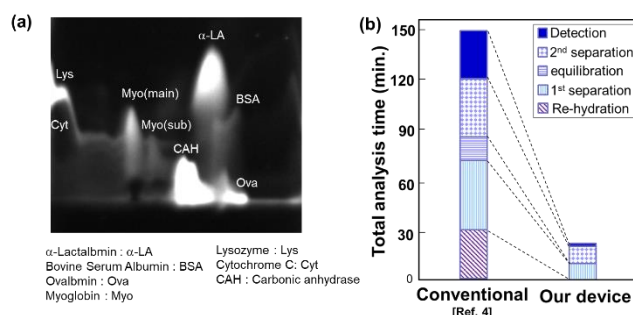 (a)
α-LA
Lys
Myo(main)
BSA
Cyt
Myo(sub)
CAH
Ova
α-Lactalbmin : α-LA
Bovine Serum Albumin : BSA
Ovalbmin : Ova
Myoglobin : Myo
Lysozyme : Lys
Cytochrome C: Cyt
CAH : Carbonic anhydrase
(b)
Total analysis time (min.)
150
120
90
60
30
0
Detection
2nd separation
equilibration
1st separation
Re-hydration
Conventional
[Ref. 4]
Our device